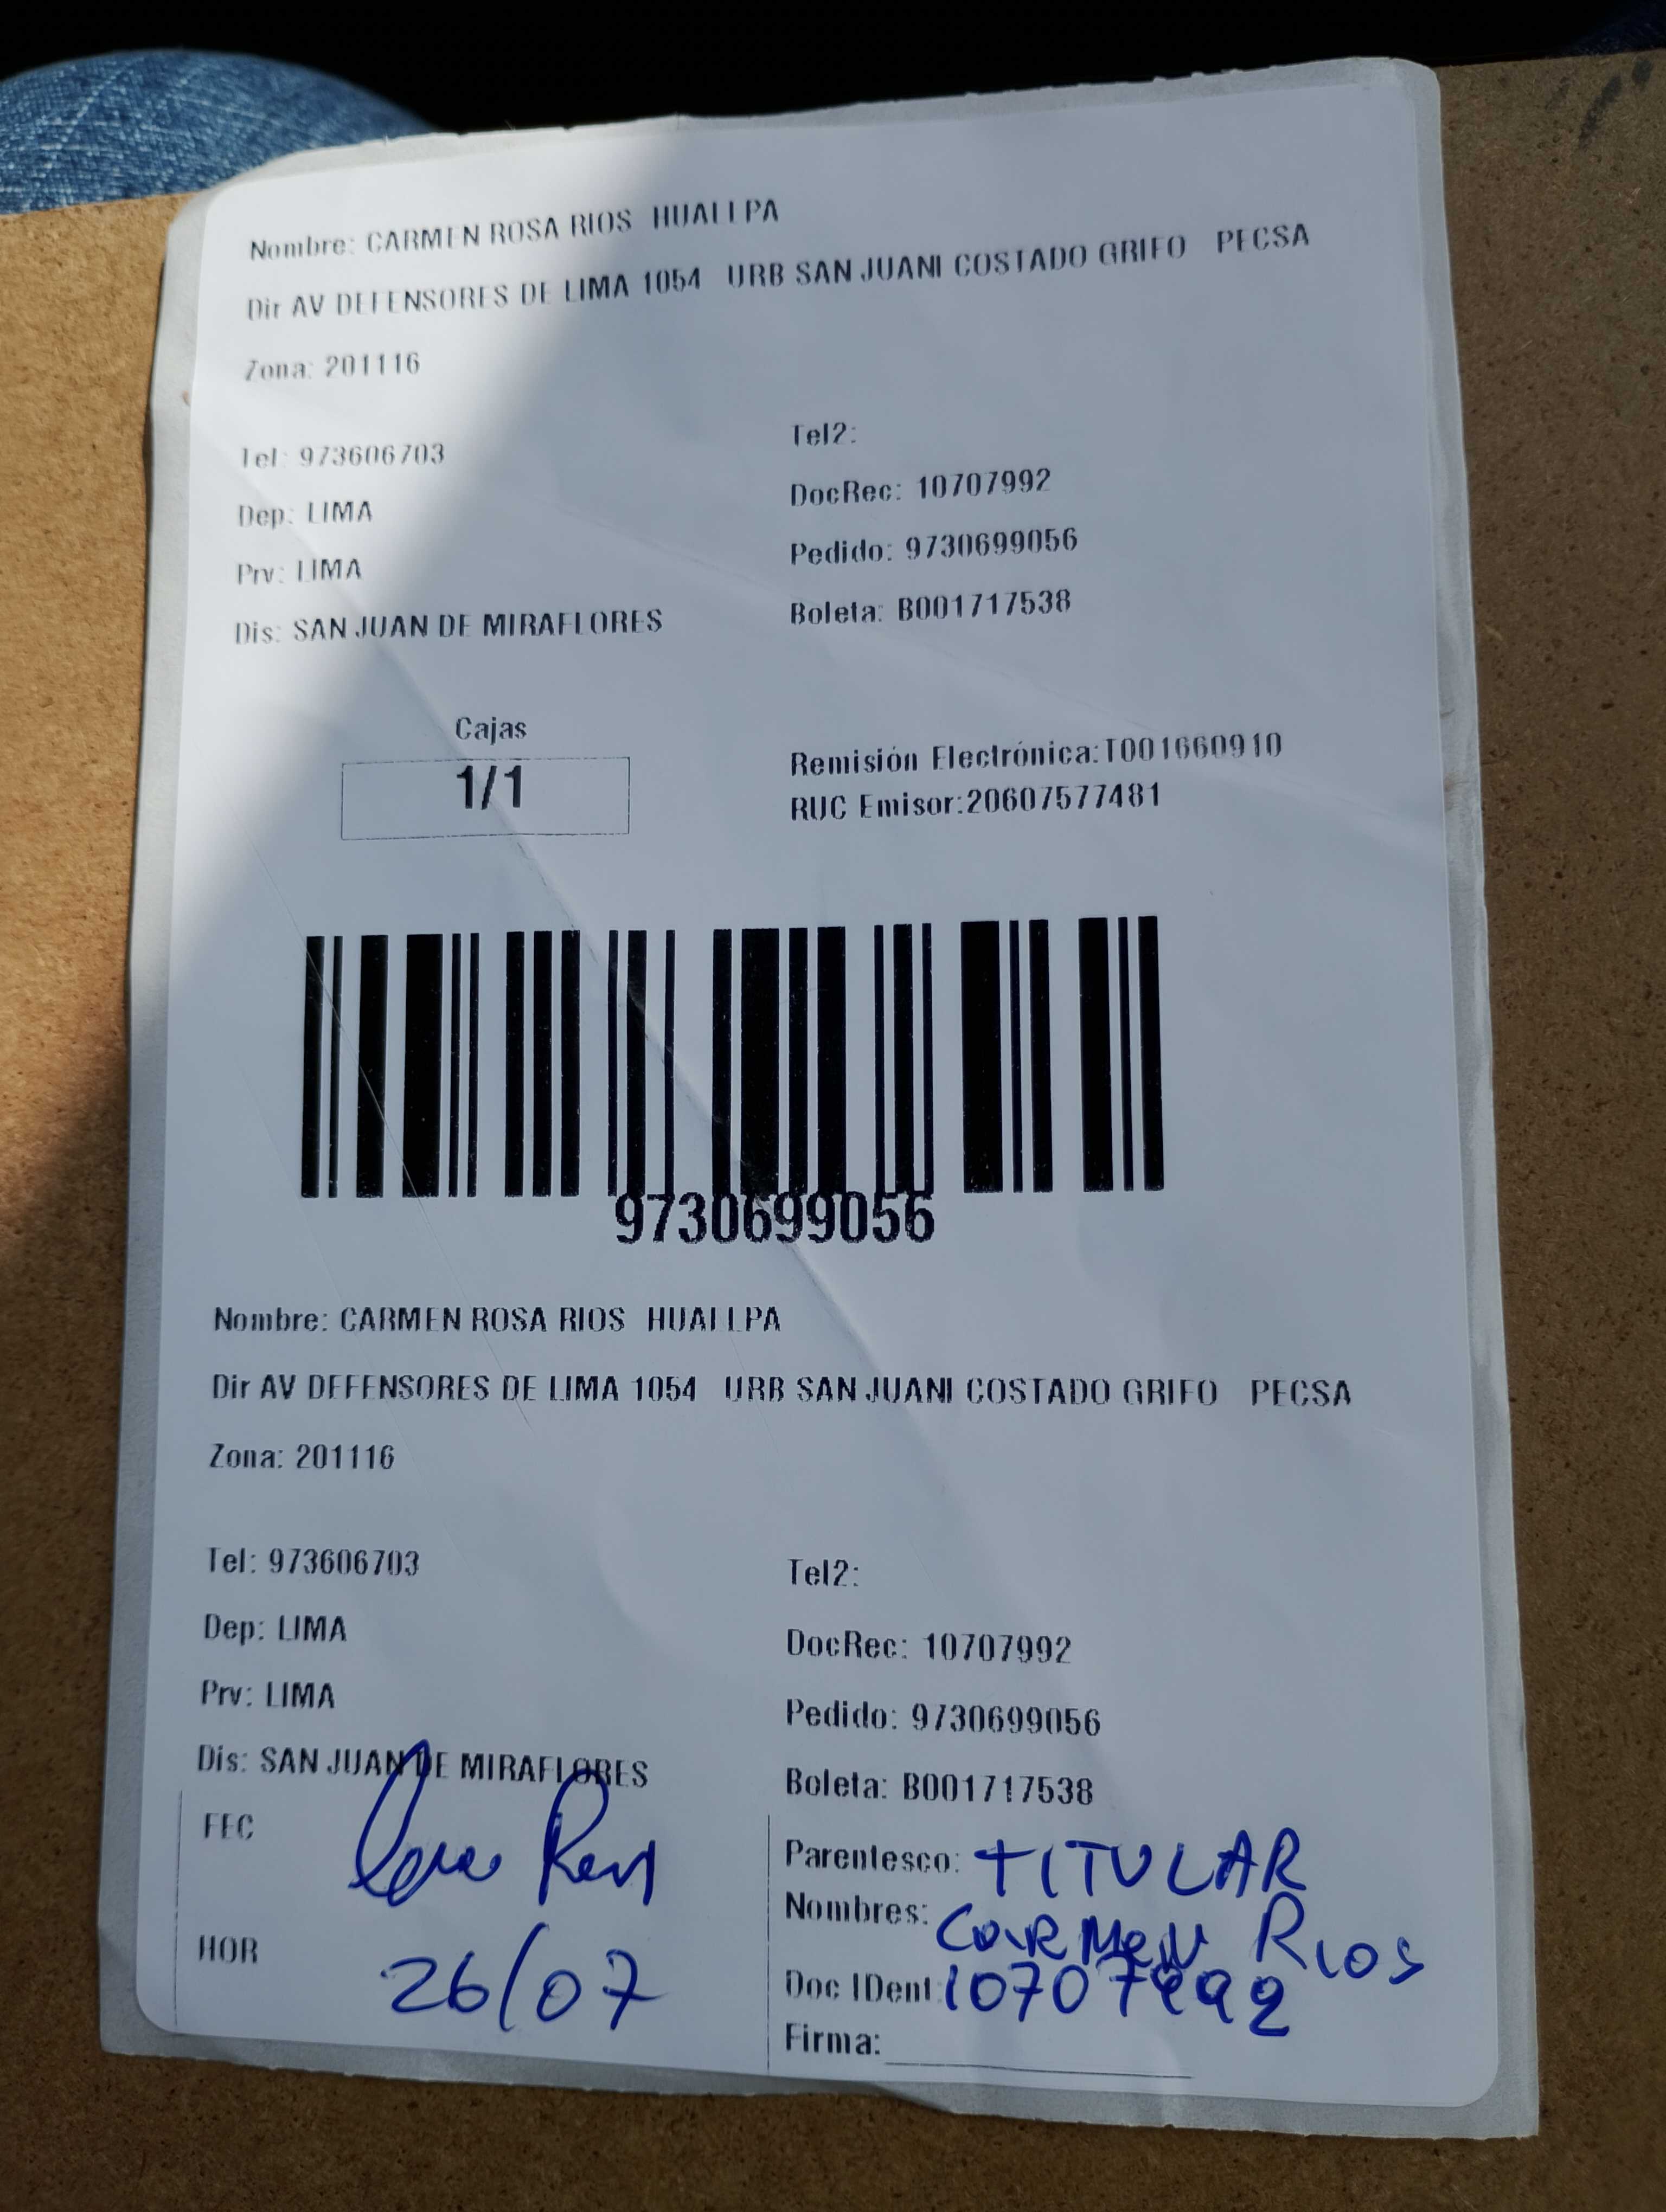 Nombre: CARMEN ROSA RIOS HUALLPA
Dir AV DEFENSORES DE LIMA 1054 URB SAN JUANI COSTADO GRIFO PECSA
Zona: 201116
Tel: 973606703
Tel2:
Dep: LIMA
DocRec: 10707992
Prv: LIMA
Pedido: 9730699056
Dis: SAN JUAN DE MIRAFLORES
Boleta: B001717538
Cajas
1/1
Remisión Electrónica:T001660910
RUC Emisor:20607577481
9730699056
Nombre: CARMEN ROSA RIOS HUALLPA
Dir AV DEFENSORES DE LIMA 1054 URB SAN JUANI COSTADO GRIFO PECSA
Zona: 201116
Tel: 973606703
Tel2:
Dep: LIMA
DocRec: 10707992
Prv: LIMA
Pedido: 9730699056
Dis: SAN JUAN DE MIRAFLORES
Boleta: B001717538
FEC
HOR
26/07
Parentesco: TITULAR
Nombres: CARMEN RIOS
Doc IDent: 10707992
Firma: